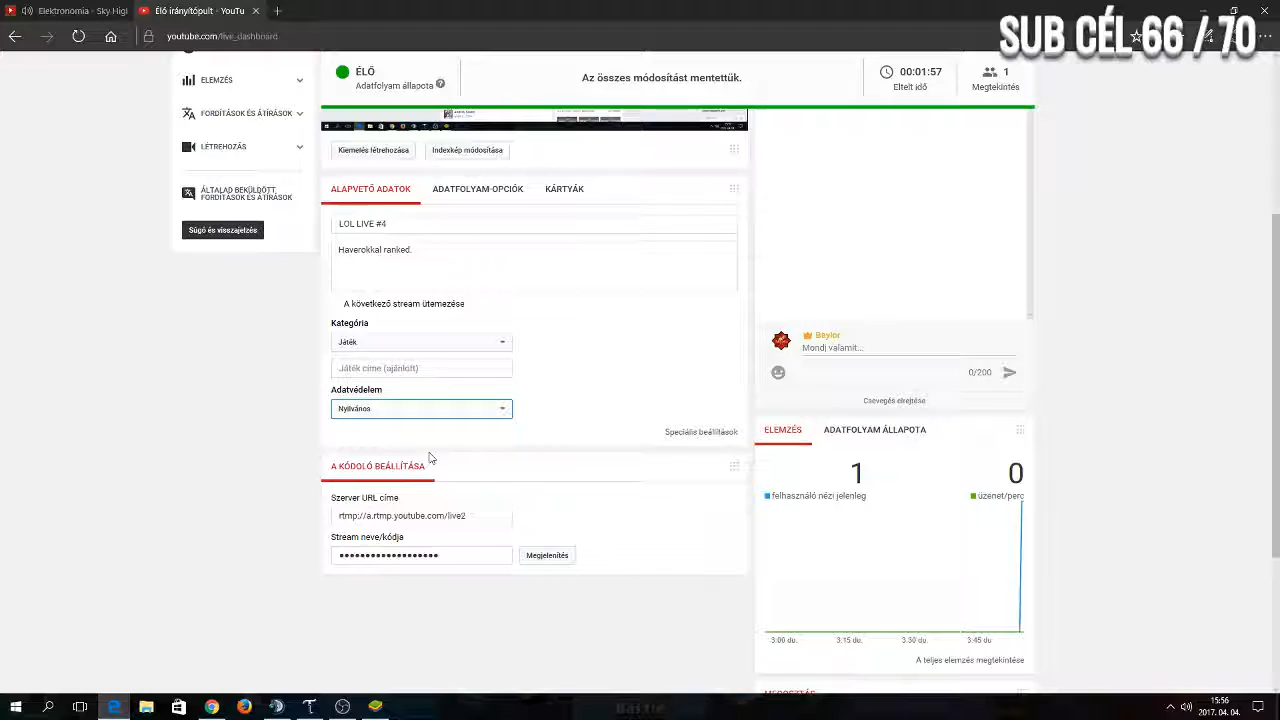 Elektronomia - Sky Hig
Élő irányítópult - YouTu
youtube.com/live_dashboard
SUB CÉL 66 / 70
ELEMZÉS
FORDÍTÁSOK ÉS ÁTÍRÁSOK
LÉTREHOZÁS
ÁLTALAD BEKÜLDÖTT
FORDÍTÁSOK ÉS ÁTÍRÁSOK
Súgó és visszajelzés
ÉLŐ
Adatfolyam állapota ?
Az összes módosítást mentettük.
00:01:57
Eltelt idő
1
Megtekintés
Kiemelés létrehozása
Indexkép módosítása
ALAPVETŐ ADATOK
ADATFOLYAM-OPCIÓK
KÁRTYÁK
LOL LIVE #4
Haverokkal ranked.
A következő stream ütemezése
Kategória
Játék
Játék címe (ajánlott)
Adatvédelem
Nyilvános
Speciális beállítások
A KÓDOLÓ BEÁLLÍTÁSA
Szerver URL címe
rtmp://a.rtmp.youtube.com/live2
Stream neve/kódja
•••••••••••••••••••
Megjelenítés
Baylor
Mondj valamit...
0/200
Csevegés elrejtése
ELEMZÉS
ADATFOLYAM ÁLLAPOTA
1
felhasználó nézi jelenleg
0
üzenet/perc
3:00 du.
3:15 du.
3:30 du.
3:45 du
A teljes elemzés megtekintése
MEGOSZTÁS
15:56
2017. 04. 04.